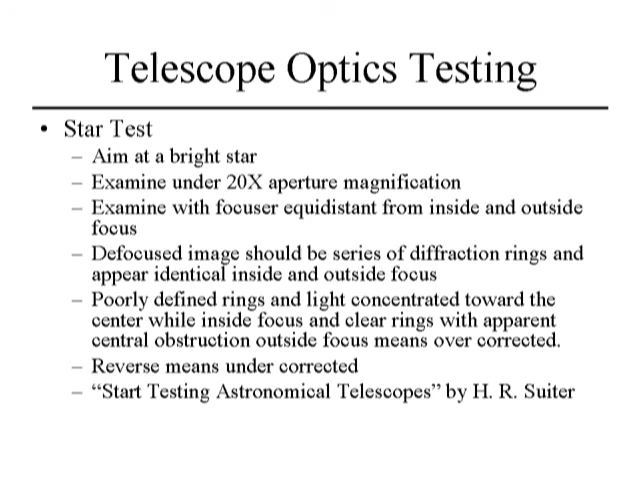 Telescope Optics Testing
• Star Test
– Aim at a bright star
– Examine under 20X aperture magnification
– Examine with focuser equidistant from inside and outside
focus
– Defocused image should be series of diffraction rings and
appear identical inside and outside focus
– Poorly defined rings and light concentrated toward the
center while inside focus and clear rings with apparent
central obstruction outside focus means over corrected.
– Reverse means under corrected
– “Start Testing Astronomical Telescopes” by H. R. Suiter